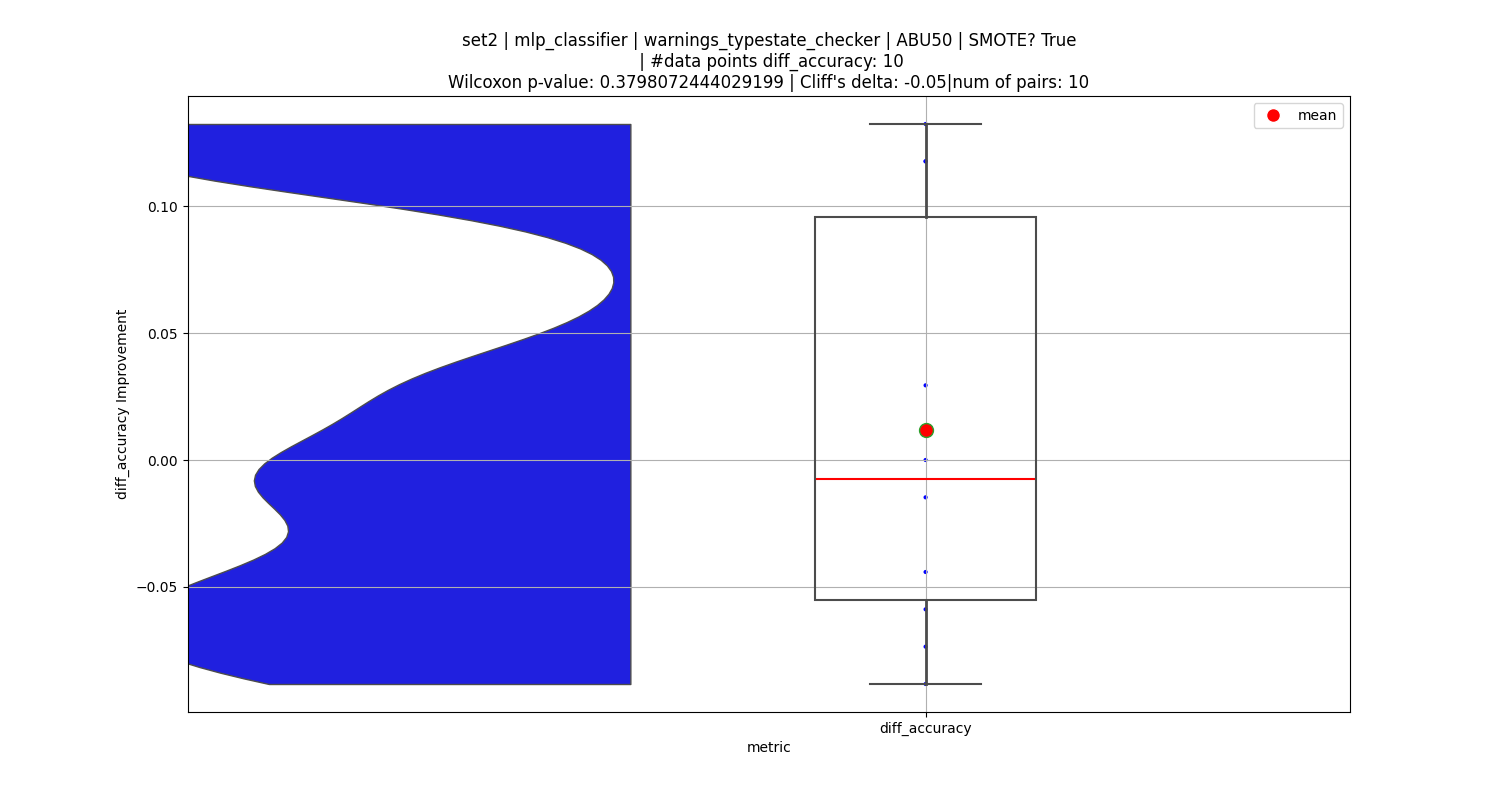 set2 | mlp_classifier | warnings_typestate_checker | ABU50 | SMOTE? True
| #data points diff_accuracy: 10
Wilcoxon p-value: 0.3798072444029199 | Cliff's delta: -0.05|num of pairs: 10
mean
0.10
0.05
0.00
−0.05
diff_accuracy Improvement
diff_accuracy
metric